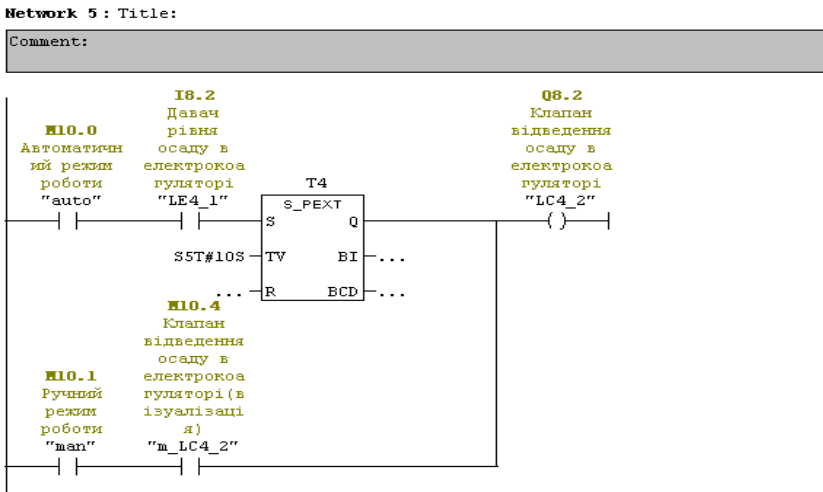 Network 5 : Title:
Comment:
I8.2
Давач
рівня
осаду в
електрокоа
гуляторі
"LE4_1"
M10.0
Автоматичн
ий режим
роботи
"auto"
Q8.2
Клапан
відведення
осаду в
електрокоа
гуляторі
"LC4_2"
T4
S_PEXT
S
Q
S5T#10S
TV
BI
...
...
R
BCD
...
M10.4
Клапан
відведення
осаду в
електрокоа
гуляторі(в
ізуалізаці
я)
"m_LC4_2"
M10.1
Ручний
режим
роботи
"man"